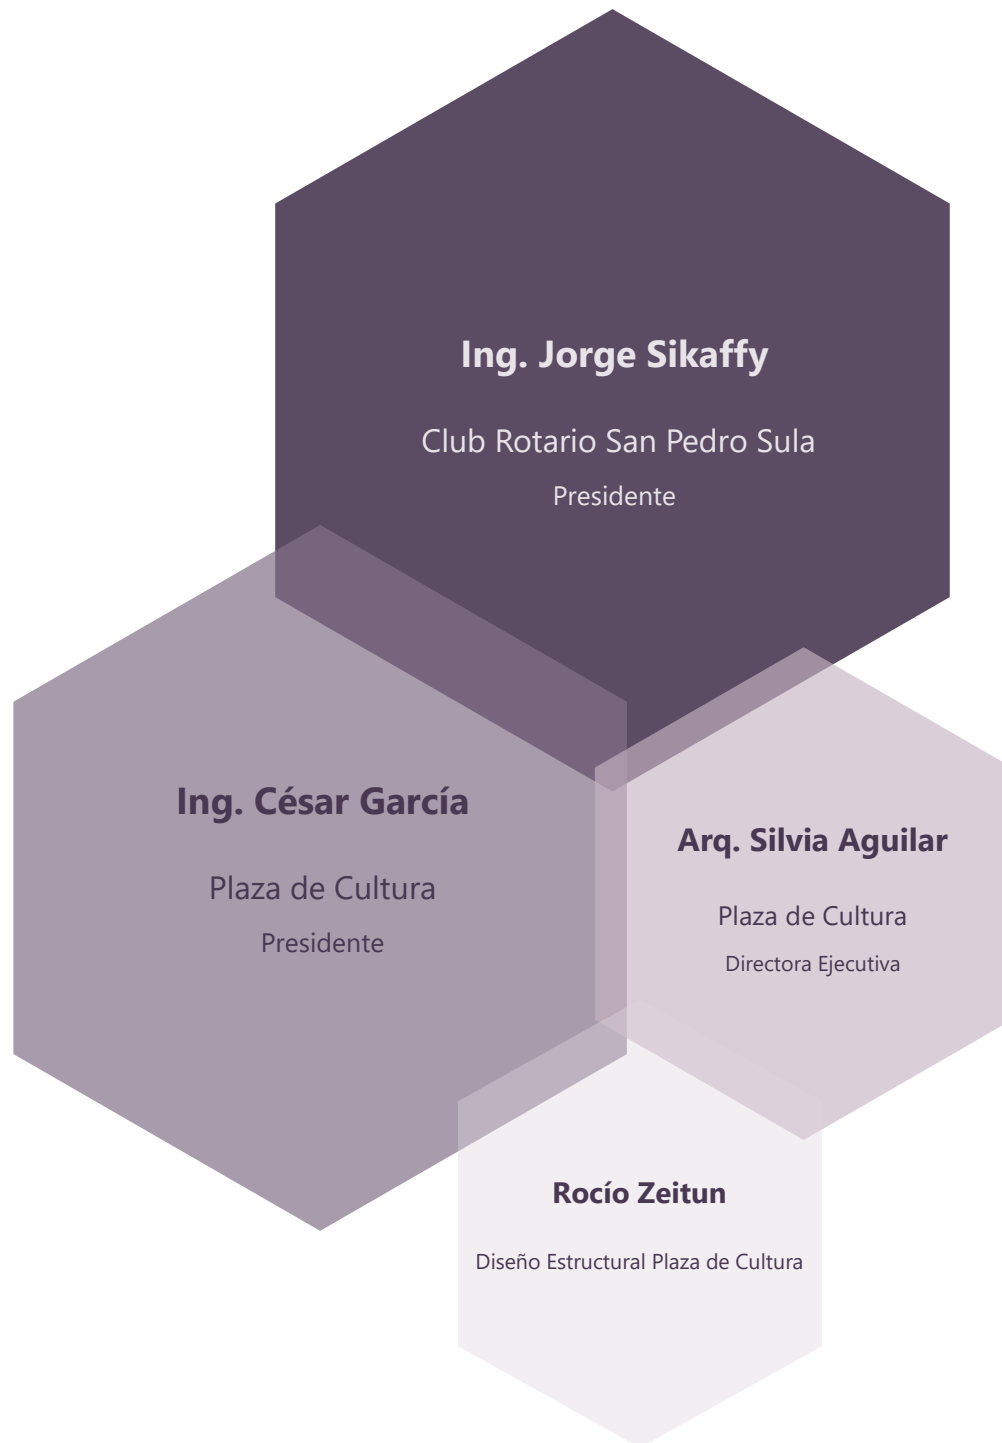 Ing. Jorge Sikaffy
Club Rotario San Pedro Sula
Presidente
Ing. César García
Plaza de Cultura
Presidente
Arq. Silvia Aguilar
Plaza de Cultura
Directora Ejecutiva
Rocío Zeitun
Diseño Estructural Plaza de Cultura